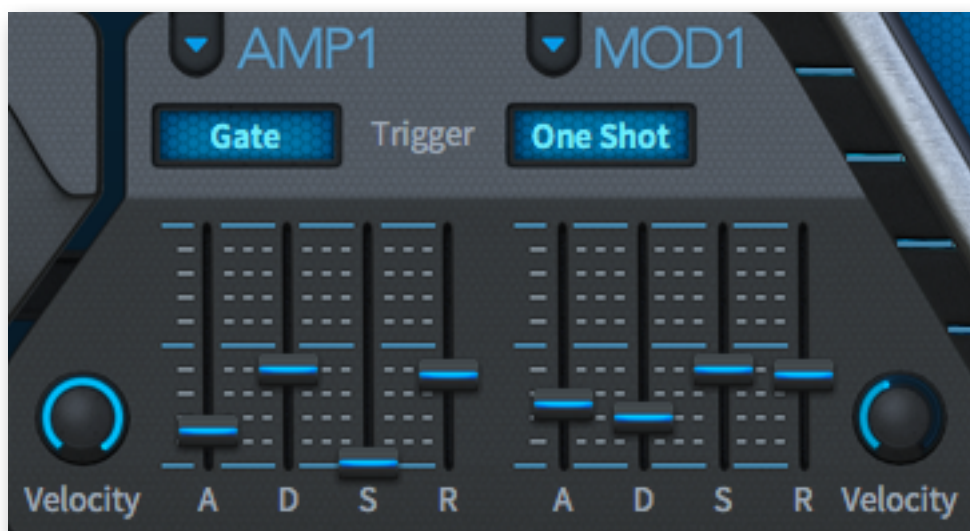 AMP1 MOD1
Gate Trigger One Shot
Velocity A D S R A D S R Velocity